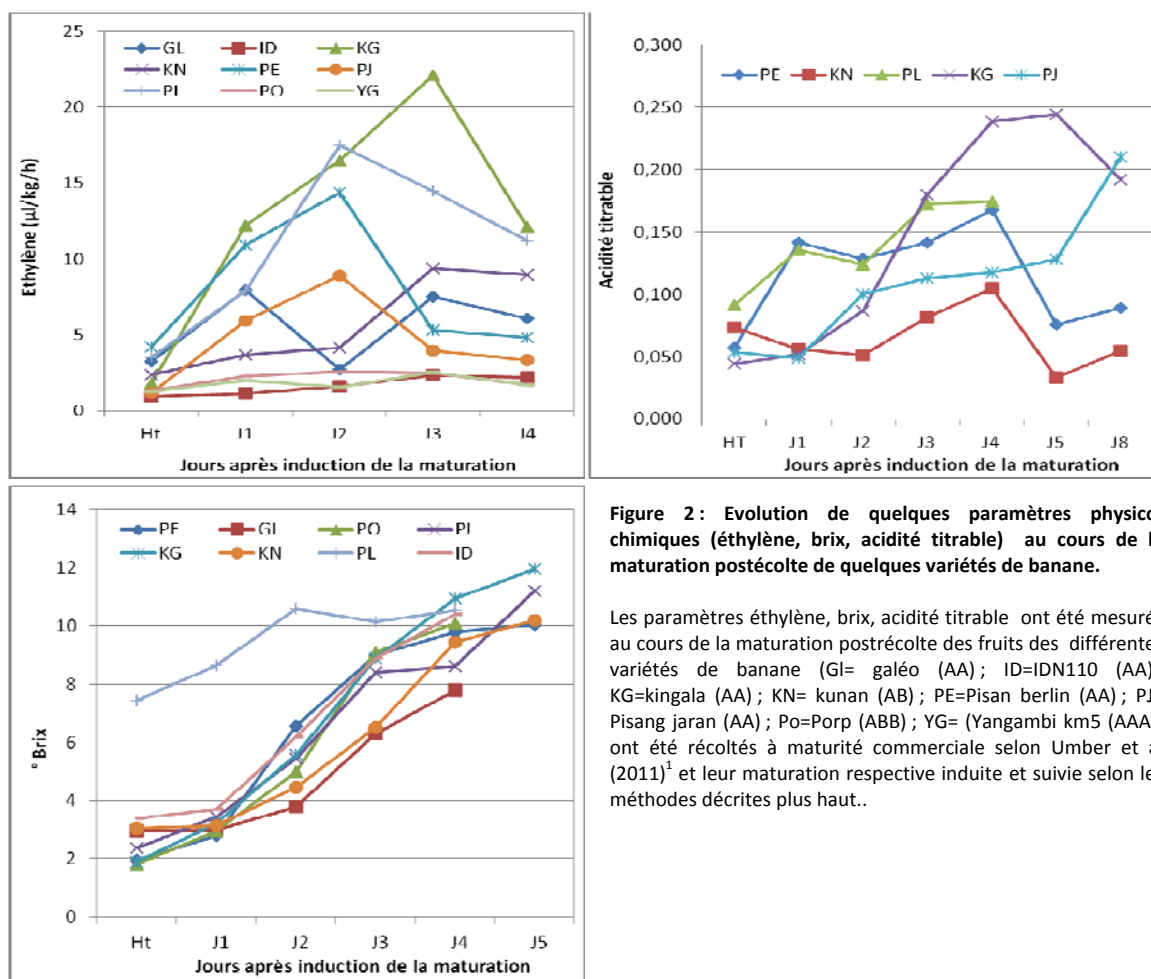 25
20
15
10
5
0
Ethylène (µl/kg/h)
GL ID KG
KN PE PJ
PL PO YG
Ht J1 J2 J3 J4
Jours après induction de la maturation
0,300
0,250
0,200
0,150
0,100
0,050
0,000
Acidité titratble
PE KN PL KG PJ
HT J1 J2 J3 J4 J5 J8
Jours après induction de la maturation
14
12
10
8
6
4
2
0
° Brix
PE GL PO PJ
KG KN PL ID
Ht J1 J2 J3 J4 J5
Jours après induction de la maturation
Figure 2 : Evolution de quelques paramètres physico
chimiques (éthylène, brix, acidité titrable) au cours de l
maturation postécolte de quelques variétés de banane.
Les paramètres éthylène, brix, acidité titrable ont été mesuré
au cours de la maturation postrécolte des fruits des différente
variétés de banane (Gl= galéo (AA) ; ID=IDN110 (AA)
KG=kingala (AA) ; KN= kunan (AB) ; PE=Pisan berlin (AA) ; PJ
Pisang jaran (AA) ; Po=Porp (ABB) ; YG= (Yangambi km5 (AAA
ont été récoltés à maturité commerciale selon Umber et a
(2011)1 et leur maturation respective induite et suivie selon le
méthodes décrites plus haut..